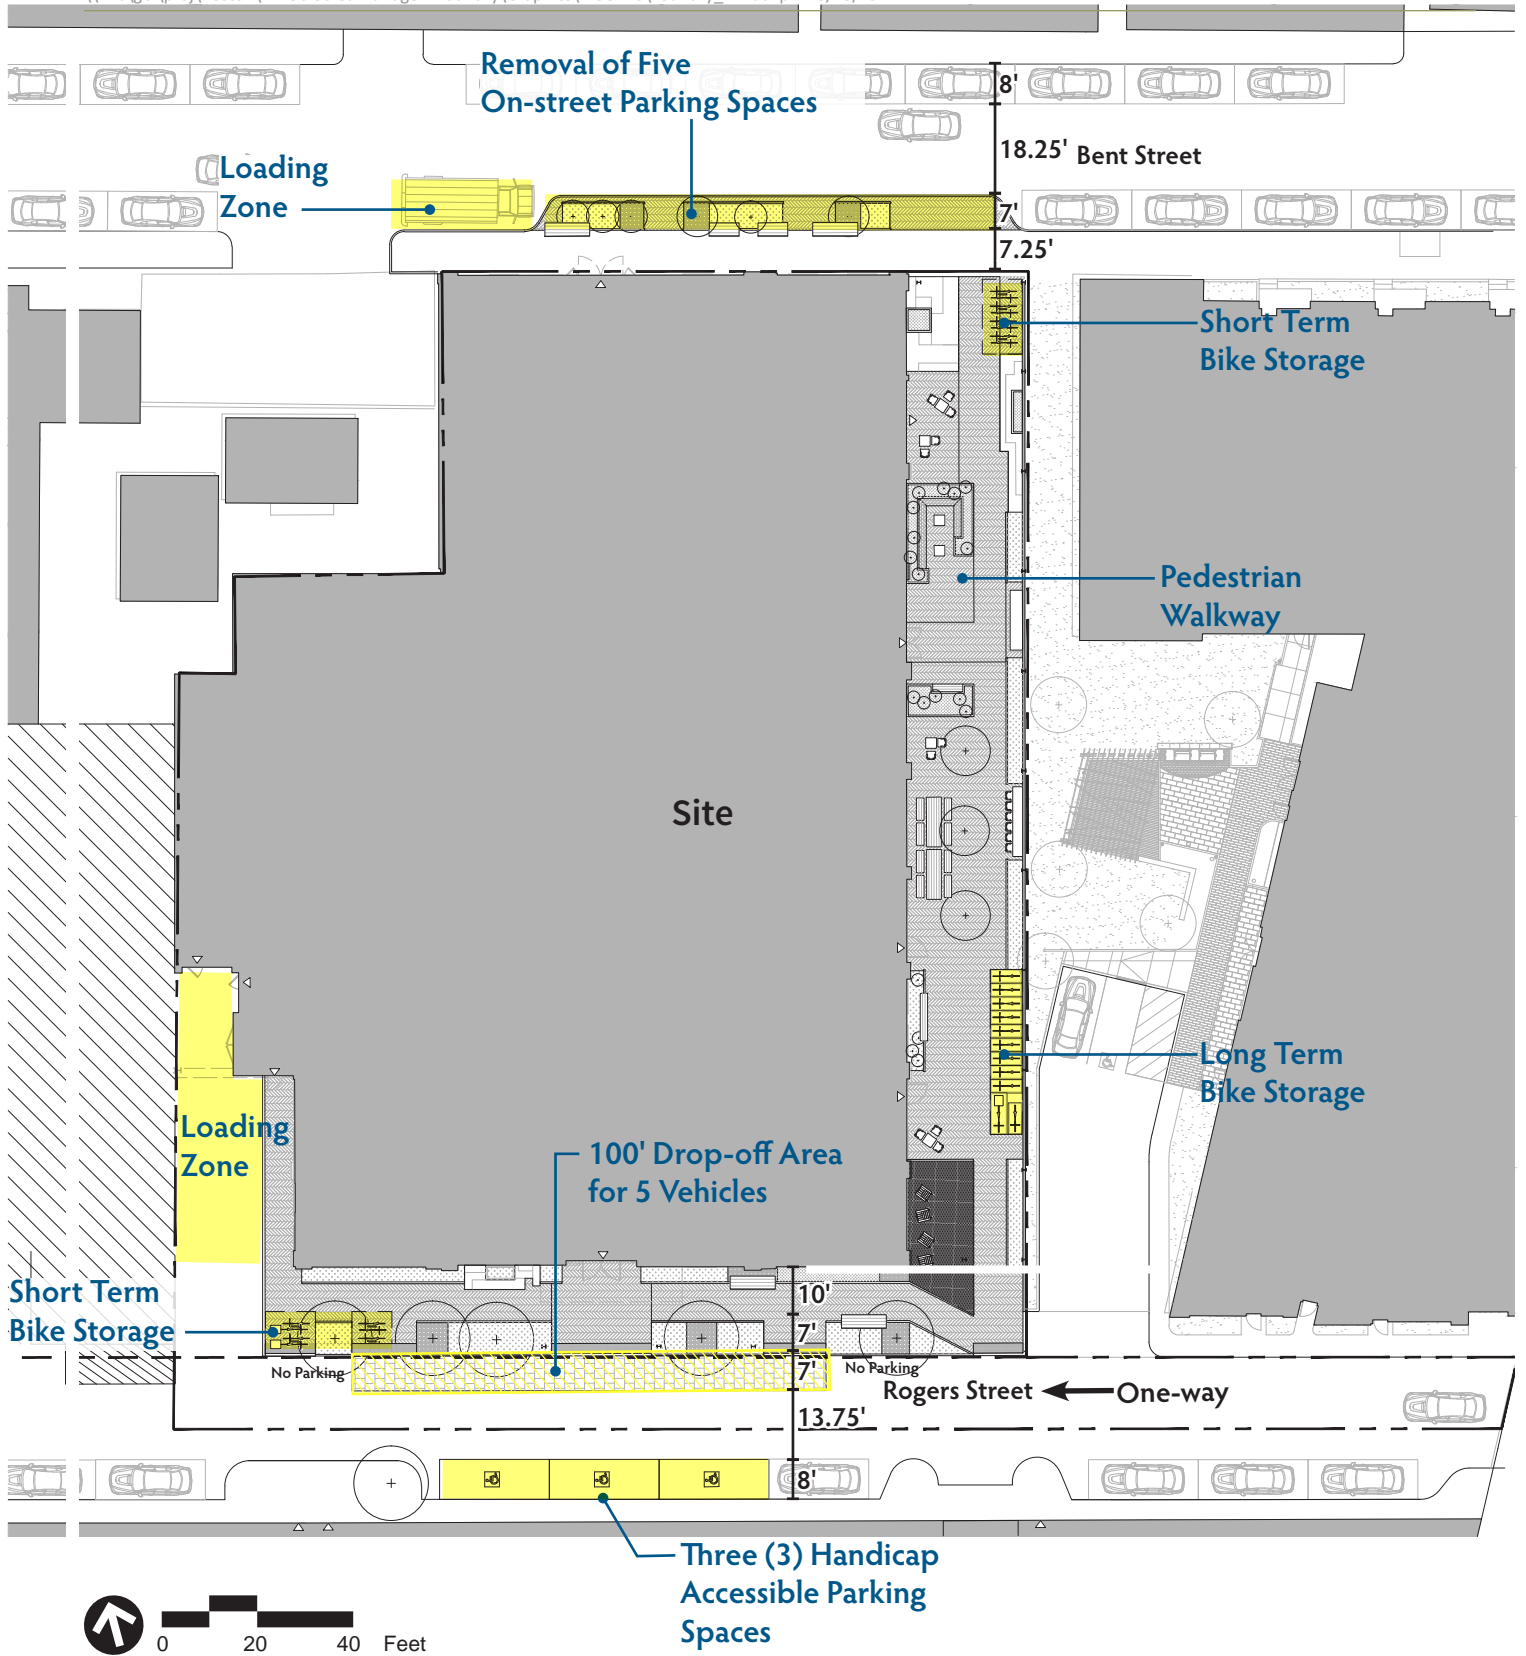 Removal of Five
On-street Parking Spaces
8'
18.25' Bent Street
Loading
Zone
7'
7.25'
Short Term
Bike Storage
Pedestrian
Walkway
Site
Long Term
Bike Storage
Loading
Zone
100' Drop-off Area
for 5 Vehicles
Short Term
Bike Storage
10'
7'
No Parking
7'
No Parking
Rogers Street
One-way
13.75'
8'
Three (3) Handicap
Accessible Parking
Spaces
0 20 40 Feet